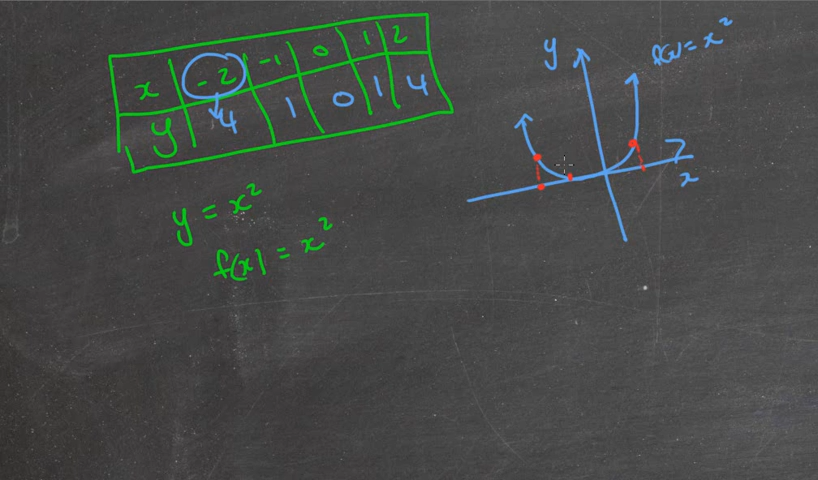 x -2 -1 0 1 2
y 4 1 0 1 4
y = x²
f(x) = x²
y
f(x) = x²
x